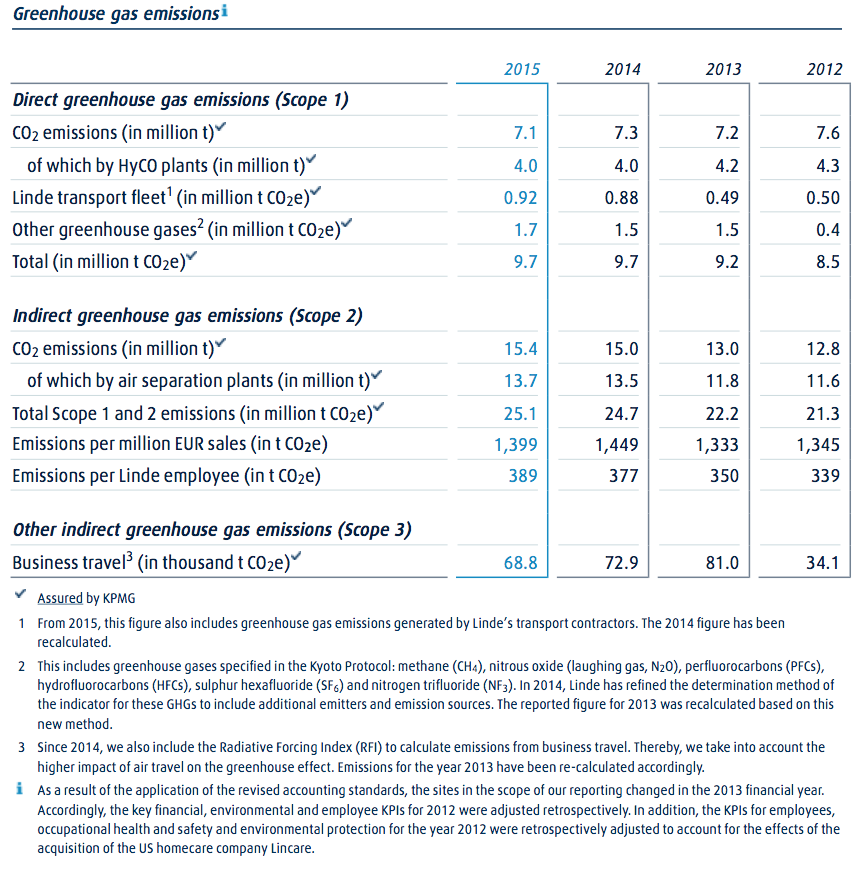 Greenhouse gas emissions i
2015 2014 2013 2012
Direct greenhouse gas emissions (Scope 1)
CO₂ emissions (in million t)✔ 7.1 7.3 7.2 7.6
of which by HyCO plants (in million t)✔ 4.0 4.0 4.2 4.3
Linde transport fleet¹ (in million t CO₂e)✔ 0.92 0.88 0.49 0.50
Other greenhouse gases² (in million t CO₂e)✔ 1.7 1.5 1.5 0.4
Total (in million t CO₂e)✔ 9.7 9.7 9.2 8.5
Indirect greenhouse gas emissions (Scope 2)
CO₂ emissions (in million t)✔ 15.4 15.0 13.0 12.8
of which by air separation plants (in million t)✔ 13.7 13.5 11.8 11.6
Total Scope 1 and 2 emissions (in million t CO₂e)✔ 25.1 24.7 22.2 21.3
Emissions per million EUR sales (in t CO₂e) 1,399 1,449 1,333 1,345
Emissions per Linde employee (in t CO₂e) 389 377 350 339
Other indirect greenhouse gas emissions (Scope 3)
Business travel³ (in thousand t CO₂e)✔ 68.8 72.9 81.0 34.1
✔ Assured by KPMG
1 From 2015, this figure also includes greenhouse gas emissions generated by Linde's transport contractors. The 2014 figure has been
recalculated.
2 This includes greenhouse gases specified in the Kyoto Protocol: methane (CH₄), nitrous oxide (laughing gas, N₂O), perfluorocarbons (PFCs),
hydrofluorocarbons (HFCs), sulphur hexafluoride (SF₆) and nitrogen trifluoride (NF₃). In 2014, Linde has refined the determination method of
the indicator for these GHGs to include additional emitters and emission sources. The reported figure for 2013 was recalculated based on this
new method.
3 Since 2014, we also include the Radiative Forcing Index (RFI) to calculate emissions from business travel. Thereby, we take into account the
higher impact of air travel on the greenhouse effect. Emissions for the year 2013 have been re-calculated accordingly.
i As a result of the application of the revised accounting standards, the sites in the scope of our reporting changed in the 2013 financial year.
Accordingly, the key financial, environmental and employee KPIs for 2012 were adjusted retrospectively. In addition, the KPIs for employees,
occupational health and safety and environmental protection for the year 2012 were retrospectively adjusted to account for the effects of the
acquisition of the US homecare company Lincare.